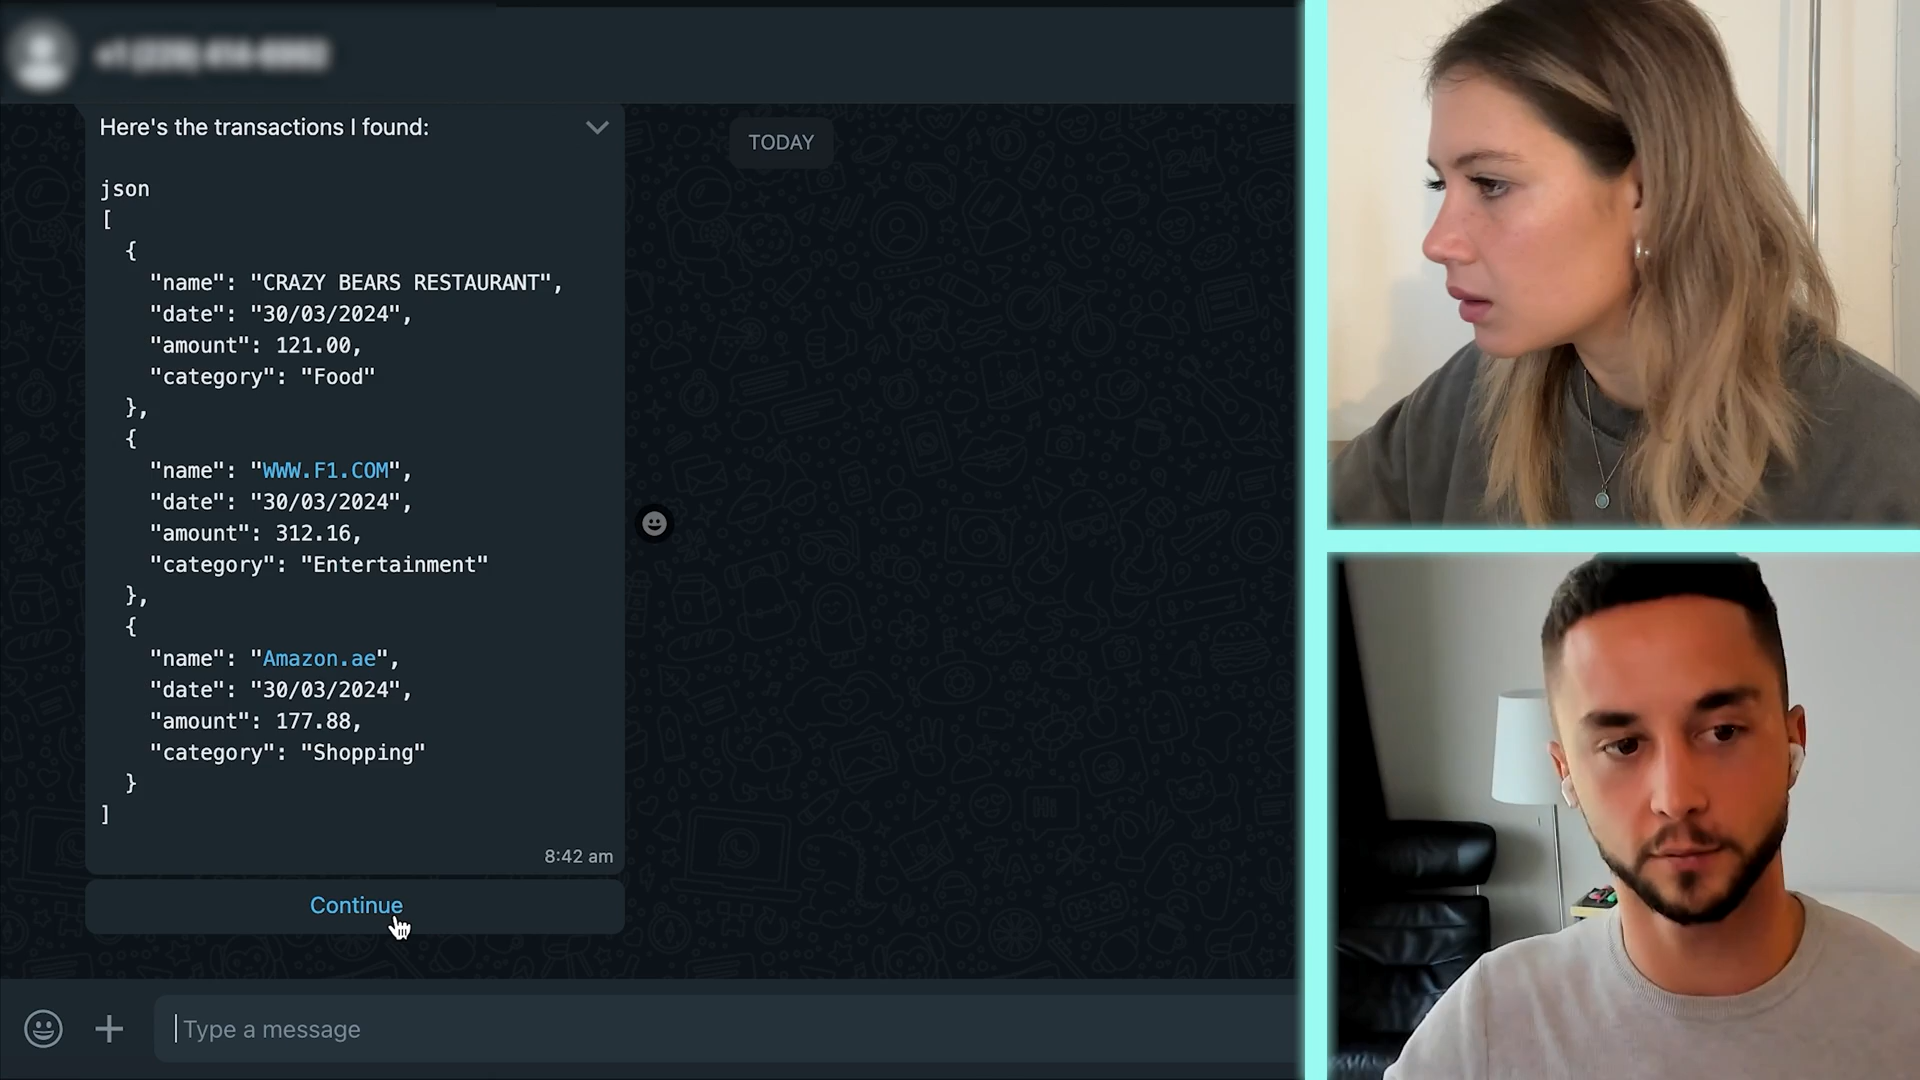 Here's the transactions I found:
TODAY
json
[
{
"name": "CRAZY BEARS RESTAURANT",
"date": "30/03/2024",
"amount": 121.00,
"category": "Food"
},
{
"name": "WWW.F1.COM",
"date": "30/03/2024",
"amount": 312.16,
"category": "Entertainment"
},
{
"name": "Amazon.ae",
"date": "30/03/2024",
"amount": 177.88,
"category": "Shopping"
}
]
8:42 am
Continue
Type a message